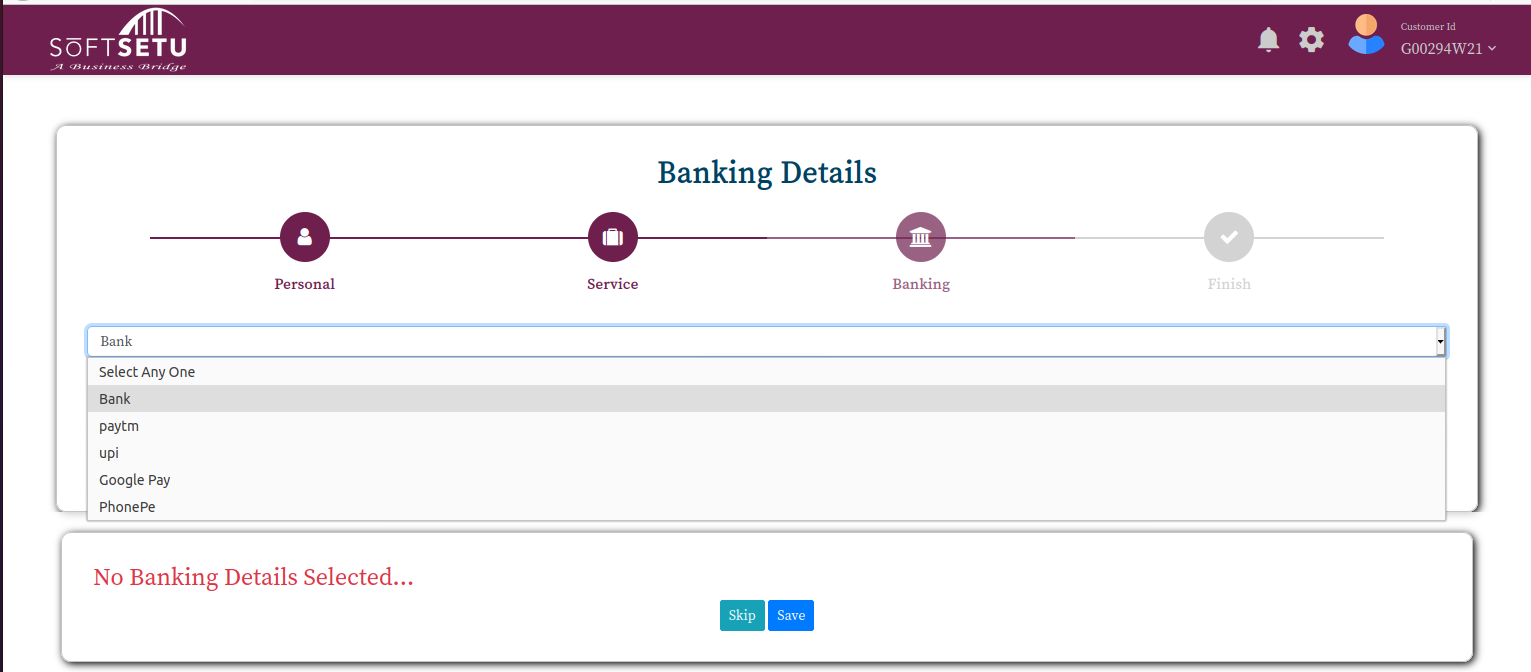 SŌFTSETU
A Business Bridge
Customer Id
G00294W21
Banking Details
Personal
Service
Banking
Finish
Bank
Select Any One
Bank
paytm
upi
Google Pay
PhonePe
No Banking Details Selected...
Skip
Save